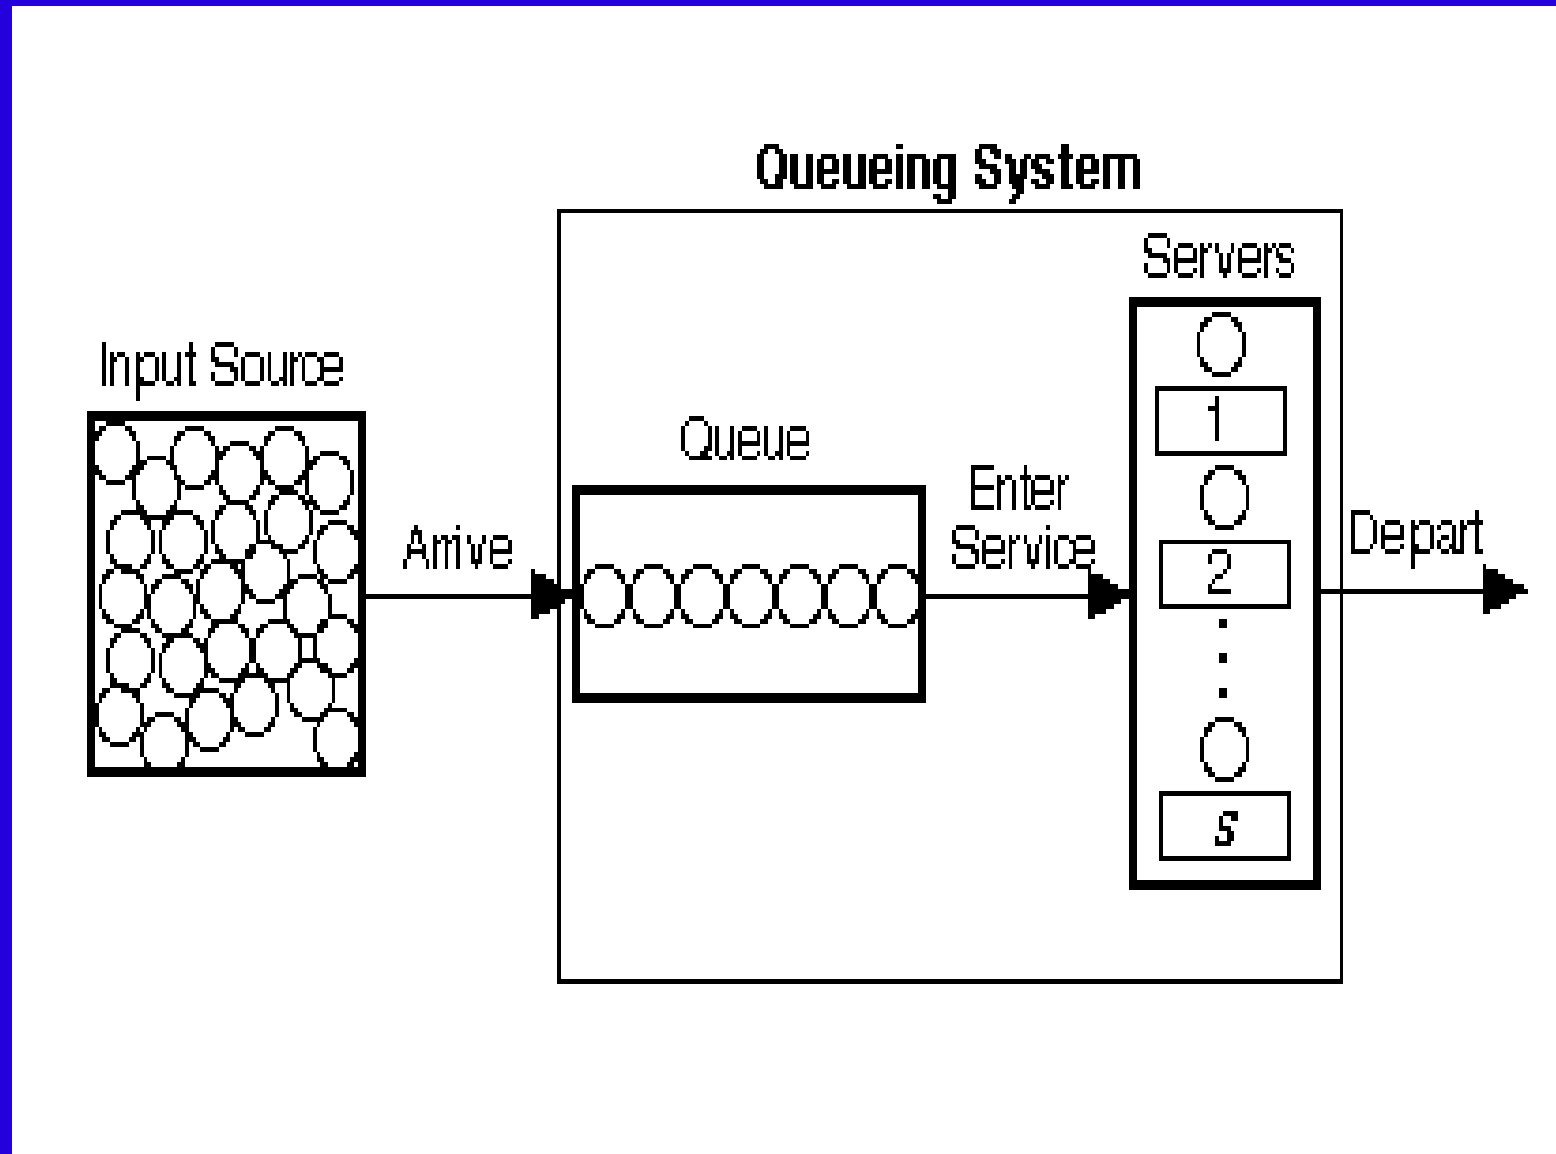 Queueing System
Servers
Input Source
1
Queue
Enter
Service
Arrive
2
Depart
s